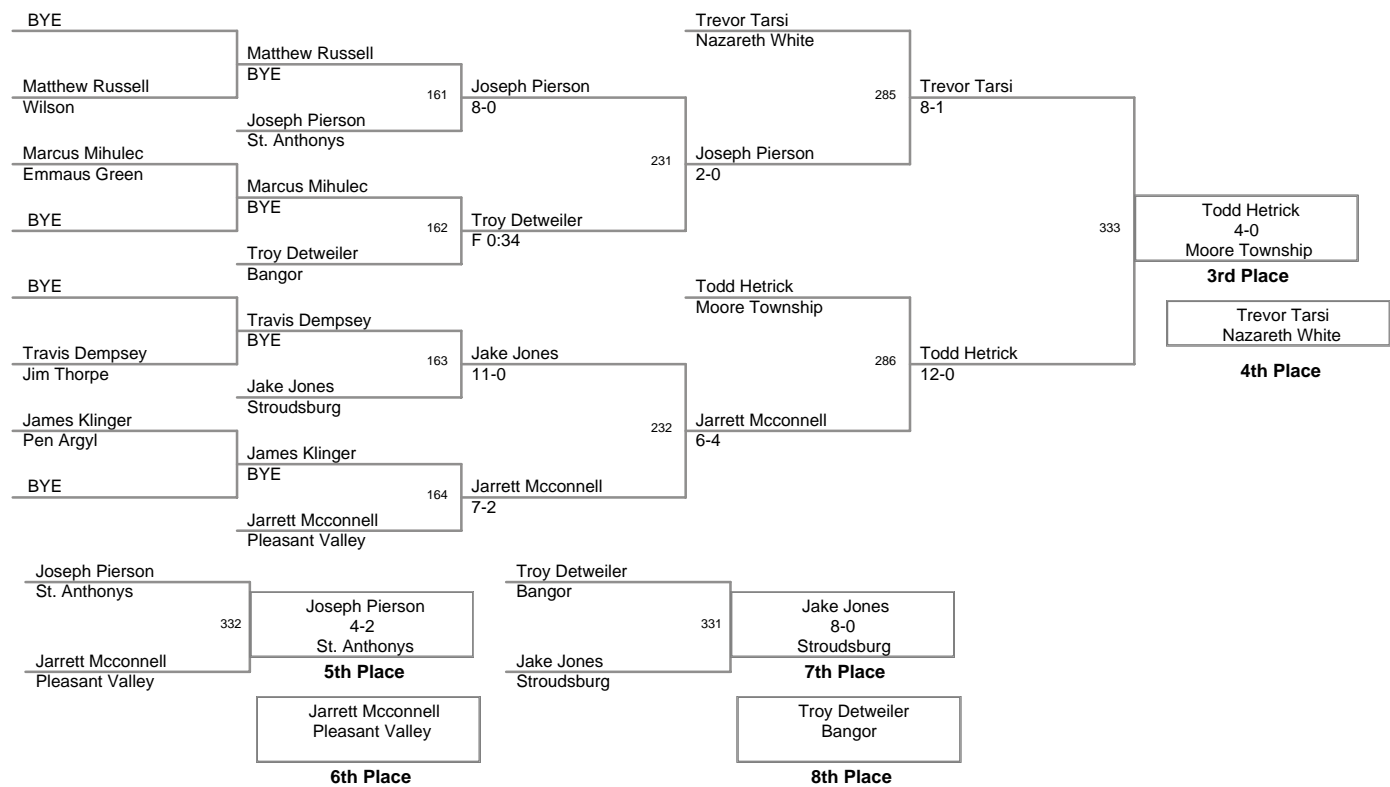 BYE
Matthew Russell
Wilson
Marcus Mihulec
Emmaus Green
BYE
BYE
Travis Dempsey
Jim Thorpe
James Klinger
Pen Argyl
BYE
Matthew Russell
BYE
161
Joseph Pierson
St. Anthonys
Marcus Mihulec
BYE
162
Troy Detweiler
Bangor
Travis Dempsey
BYE
163
Jake Jones
Stroudsburg
James Klinger
BYE
164
Jarrett Mcconnell
Pleasant Valley
Joseph Pierson
8-0
231
Troy Detweiler
F 0:34
Jake Jones
11-0
232
Jarrett Mcconnell
7-2
Trevor Tarsi
Nazareth White
285
Joseph Pierson
2-0
Todd Hetrick
Moore Township
286
Jarrett Mcconnell
6-4
Trevor Tarsi
8-1
333
Todd Hetrick
12-0
Todd Hetrick
4-0
Moore Township
3rd Place
Trevor Tarsi
Nazareth White
4th Place
Joseph Pierson
St. Anthonys
332
Jarrett Mcconnell
Pleasant Valley
Joseph Pierson
4-2
St. Anthonys
5th Place
Jarrett Mcconnell
Pleasant Valley
6th Place
Troy Detweiler
Bangor
331
Jake Jones
Stroudsburg
Jake Jones
8-0
Stroudsburg
7th Place
Troy Detweiler
Bangor
8th Place